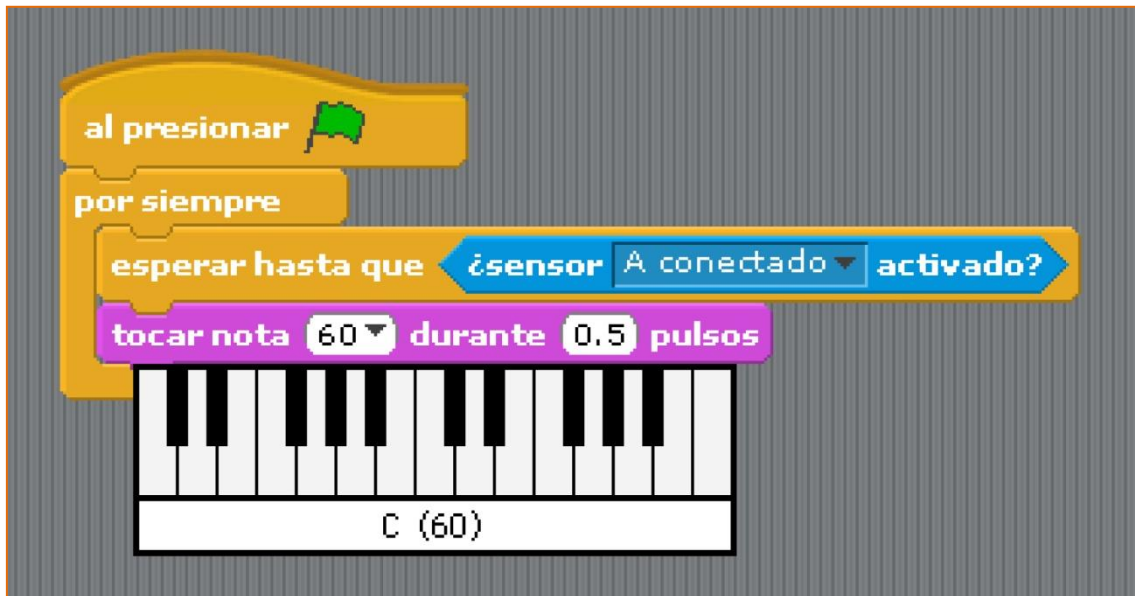 al presionar
por siempre
esperar hasta que ¿sensor A conectado activado?
tocar nota 60 durante 0.5 pulsos
C (60)